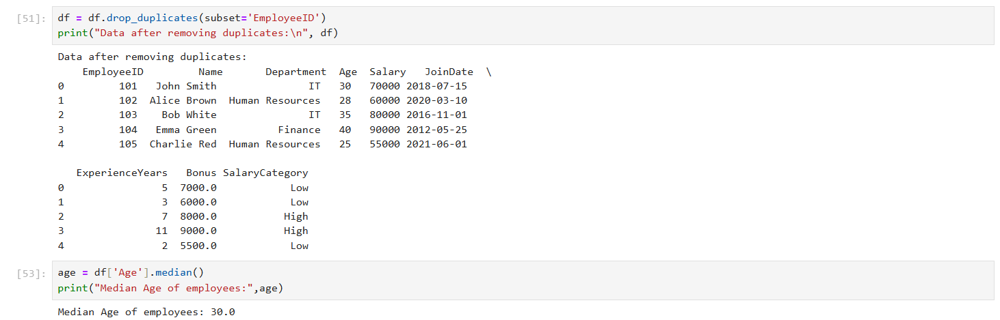 [51]: df = df.drop_duplicates(subset='EmployeeID')
print("Data after removing duplicates:\n", df)
Data after removing duplicates:
    EmployeeID         Name       Department  Age  Salary   JoinDate  \
0         101   John Smith               IT   30   70000 2018-07-15
1         102  Alice Brown  Human Resources   28   60000 2020-03-10
2         103    Bob White               IT   35   80000 2016-11-01
3         104   Emma Green          Finance   40   90000 2012-05-25
4         105  Charlie Red  Human Resources   25   55000 2021-06-01
   ExperienceYears   Bonus SalaryCategory
0                5  7000.0            Low
1                3  6000.0            Low
2                7  8000.0           High
3               11  9000.0           High
4                2  5500.0            Low
[53]: age = df['Age'].median()
print("Median Age of employees:",age)
Median Age of employees: 30.0